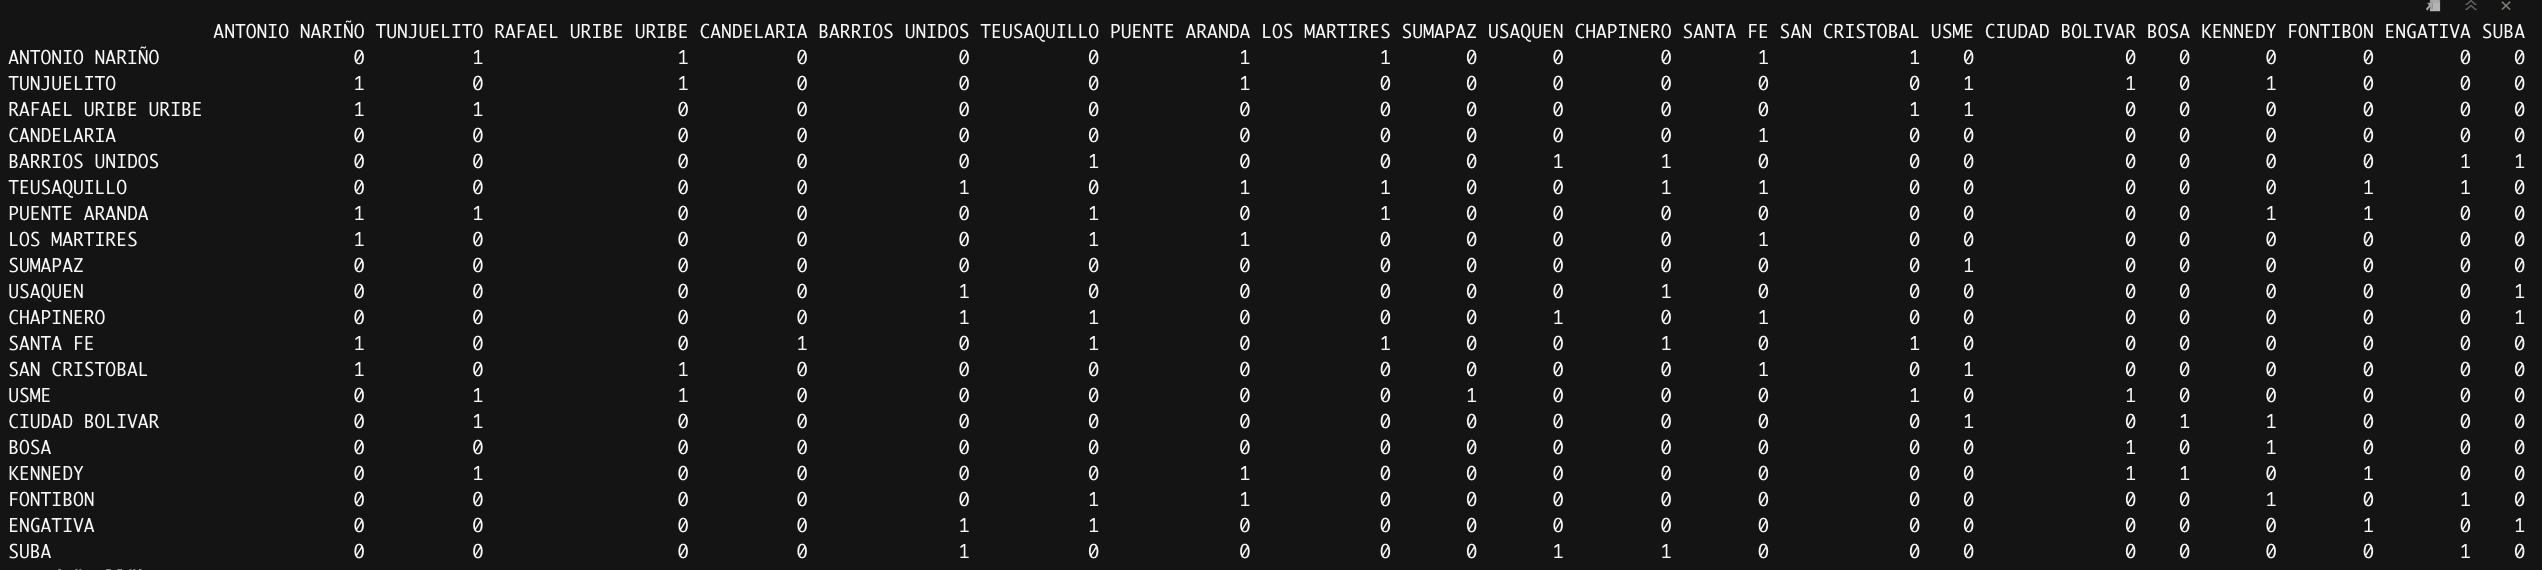 ANTONIO NARIÑO TUNJUELITO RAFAEL URIBE URIBE CANDELARIA BARRIOS UNIDOS TEUSAQUILLO PUENTE ARANDA LOS MARTIRES SUMAPAZ USAQUEN CHAPINERO SANTA FE SAN CRISTOBAL USME CIUDAD BOLIVAR BOSA KENNEDY FONTIBON ENGATIVA SUBA
ANTONIO NARIÑO 0 1 1 0 0 0 1 1 0 0 0 1 1 0 0 0 0 0 0 0
TUNJUELITO 1 0 1 0 0 0 1 0 0 0 0 0 0 1 1 0 1 0 0 0
RAFAEL URIBE URIBE 1 1 0 0 0 0 0 0 0 0 0 0 1 1 0 0 0 0 0 0
CANDELARIA 0 0 0 0 0 0 0 0 0 0 0 1 0 0 0 0 0 0 0 0
BARRIOS UNIDOS 0 0 0 0 0 1 0 0 0 1 1 0 0 0 0 0 0 0 1 1
TEUSAQUILLO 0 0 0 0 1 0 1 1 0 0 1 1 0 0 0 0 0 1 1 0
PUENTE ARANDA 1 1 0 0 0 1 0 1 0 0 0 0 0 0 0 0 1 1 0 0
LOS MARTIRES 1 0 0 0 0 1 1 0 0 0 0 1 0 0 0 0 0 0 0 0
SUMAPAZ 0 0 0 0 0 0 0 0 0 0 0 0 0 1 0 0 0 0 0 0
USAQUEN 0 0 0 0 1 0 0 0 0 0 1 0 0 0 0 0 0 0 0 1
CHAPINERO 0 0 0 0 1 1 0 0 0 1 0 1 0 0 0 0 0 0 0 1
SANTA FE 1 0 0 1 0 1 0 1 0 0 1 0 1 0 0 0 0 0 0 0
SAN CRISTOBAL 1 0 1 0 0 0 0 0 0 0 0 1 0 1 0 0 0 0 0 0
USME 0 1 1 0 0 0 0 0 1 0 0 0 1 0 1 0 0 0 0 0
CIUDAD BOLIVAR 0 1 0 0 0 0 0 0 0 0 0 0 0 1 0 1 1 0 0 0
BOSA 0 0 0 0 0 0 0 0 0 0 0 0 0 0 1 0 1 0 0 0
KENNEDY 0 1 0 0 0 0 1 0 0 0 0 0 0 0 1 1 0 1 0 0
FONTIBON 0 0 0 0 0 1 1 0 0 0 0 0 0 0 0 0 1 0 1 0
ENGATIVA 0 0 0 0 1 1 0 0 0 0 0 0 0 0 0 0 0 1 0 1
SUBA 0 0 0 0 1 0 0 0 0 1 1 0 0 0 0 0 0 0 1 0